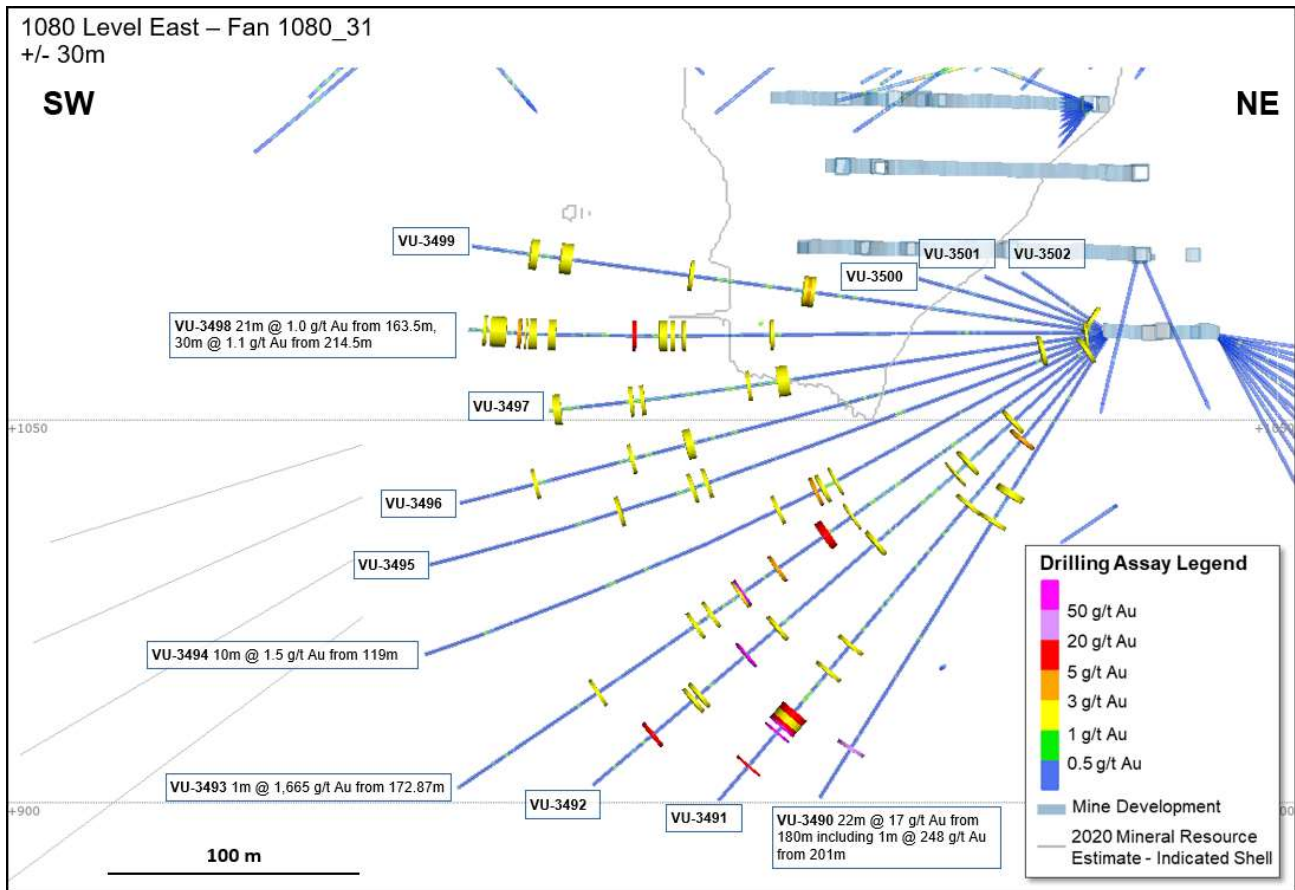 1080 Level East – Fan 1080_31
+/- 30m
SW
NE
VU-3499
VU-3501
VU-3502
VU-3500
VU-3498 21m @ 1.0 g/t Au from 163.5m,
30m @ 1.1 g/t Au from 214.5m
VU-3497
+1050
VU-3496
VU-3495
VU-3494 10m @ 1.5 g/t Au from 119m
VU-3493 1m @ 1,665 g/t Au from 172.87m
VU-3492
VU-3491
VU-3490 22m @ 17 g/t Au from
180m including 1m @ 248 g/t Au
from 201m
+900
100 m
Drilling Assay Legend
50 g/t Au
20 g/t Au
5 g/t Au
3 g/t Au
1 g/t Au
0.5 g/t Au
Mine Development
2020 Mineral Resource
Estimate - Indicated Shell